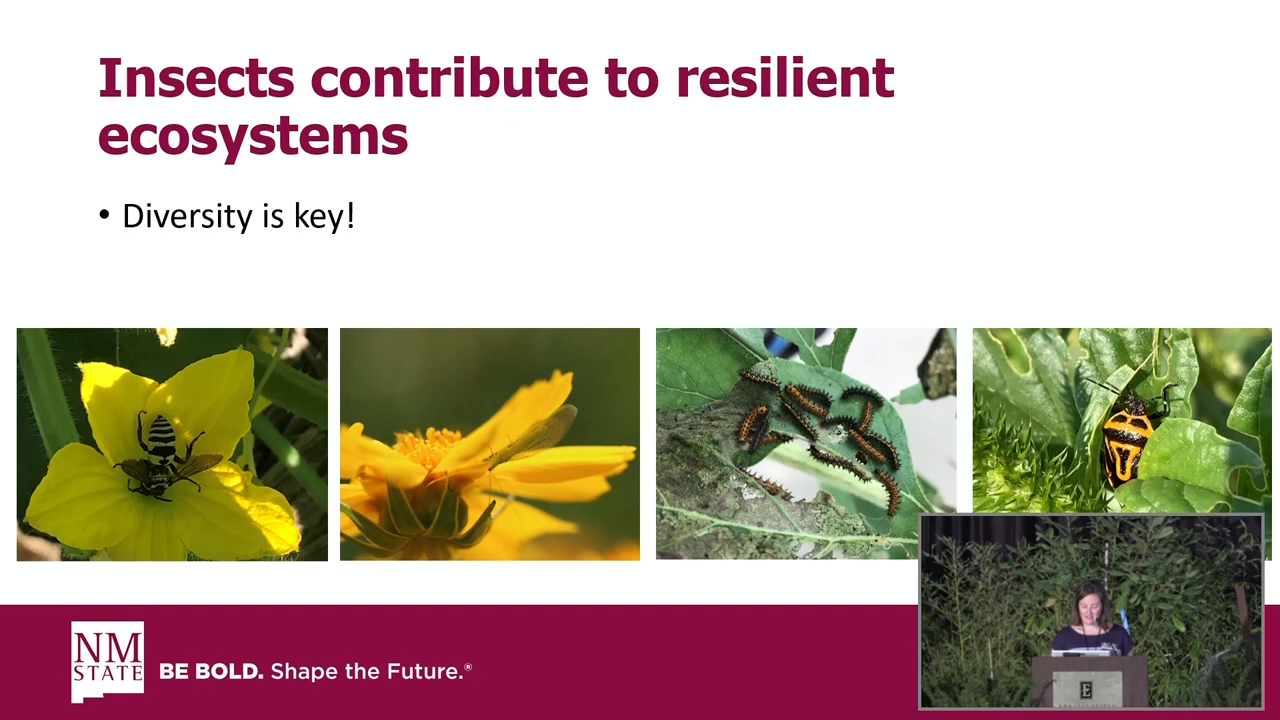 Insects contribute to resilient
ecosystems
• Diversity is key!
NM
STATE
BE BOLD. Shape the Future.®
E